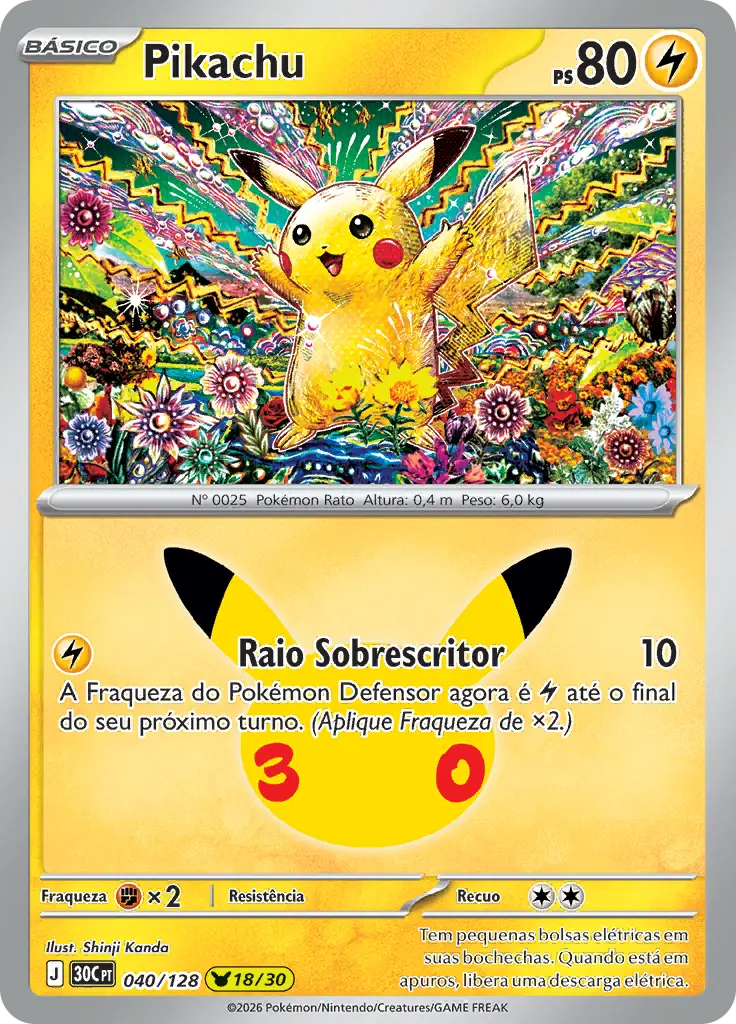 BÁSICO
Pikachu
PS 80
Nº 0025 Pokémon Rato Altura: 0,4 m Peso: 6,0 kg
Raio Sobrescritor 10
A Fraqueza do Pokémon Defensor agora é até o final
do seu próximo turno. (Aplique Fraqueza de ×2.)
3 0
Fraqueza ×2 Resistência Recuo
Ilust. Shinji Kanda
J 30C PT 040/128 18/30
Tem pequenas bolsas elétricas em
suas bochechas. Quando está em
apuros, libera uma descarga elétrica.
©2026 Pokémon/Nintendo/Creatures/GAME FREAK